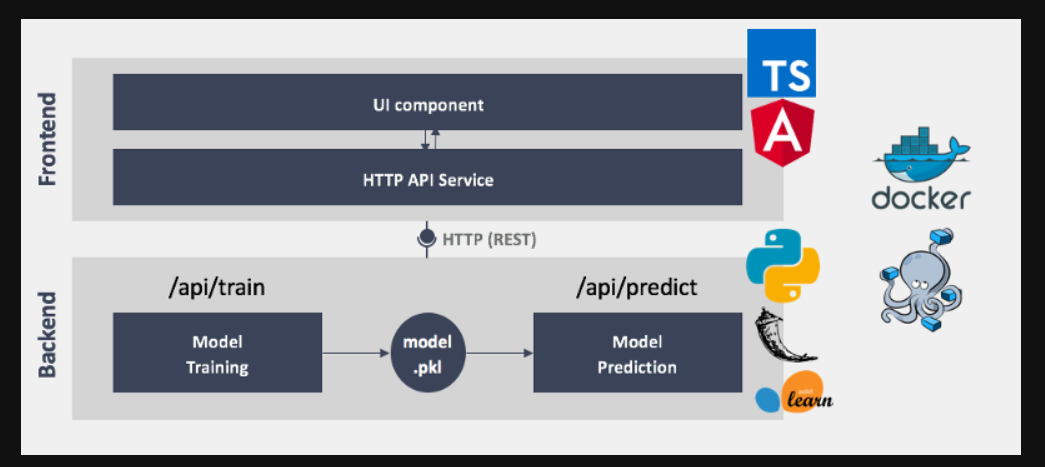 Frontend
UI component
HTTP API Service
TS
A
docker
HTTP (REST)
Backend
/api/train
/api/predict
Model
Training
model
.pkl
Model
Prediction
learn